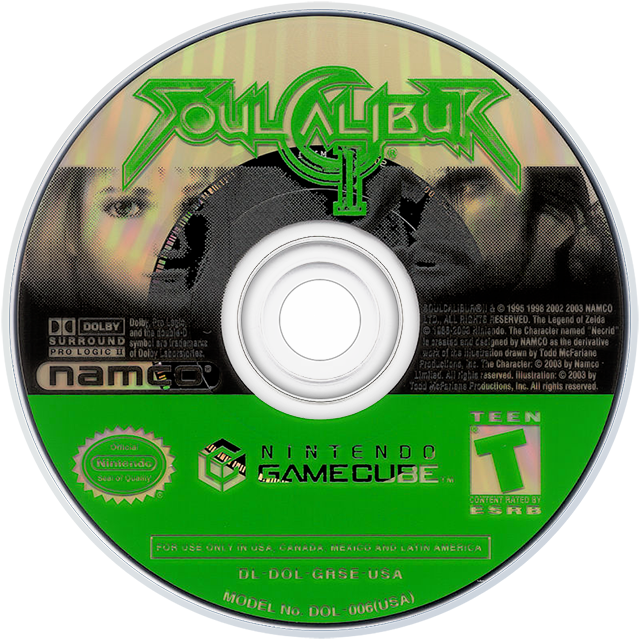 SOULCALIBUR
II
®
DOLBY
SURROUND
PRO LOGIC II
Dolby, Pro Logic,
and the double-D
symbol are trademarks
of Dolby Laboratories.
namco
SOULCALIBUR® II & © 1995 1998 2002 2003 NAMCO
LTD., ALL RIGHTS RESERVED. The Legend of Zelda
Nintendo. The Character named "Necrid"
is created and designed by NAMCO as the derivative
work of the drawn by Todd McFarlane
Productions, Inc. The Character: © 2003 by Namco
Limited. All rights reserved. Illustration: © 2003 by
Todd McFarlane Productions, Inc. All rights reserved.
Official
Nintendo
Seal of Quality
NINTENDO
GAMECUBE
TM
TEEN
T
CONTENT RATED BY
ESRB
FOR USE ONLY IN USA, CANADA, MEXICO AND LATIN AMERICA
DL-DOL-GRSE-USA
MODEL No. DOL-006(USA)